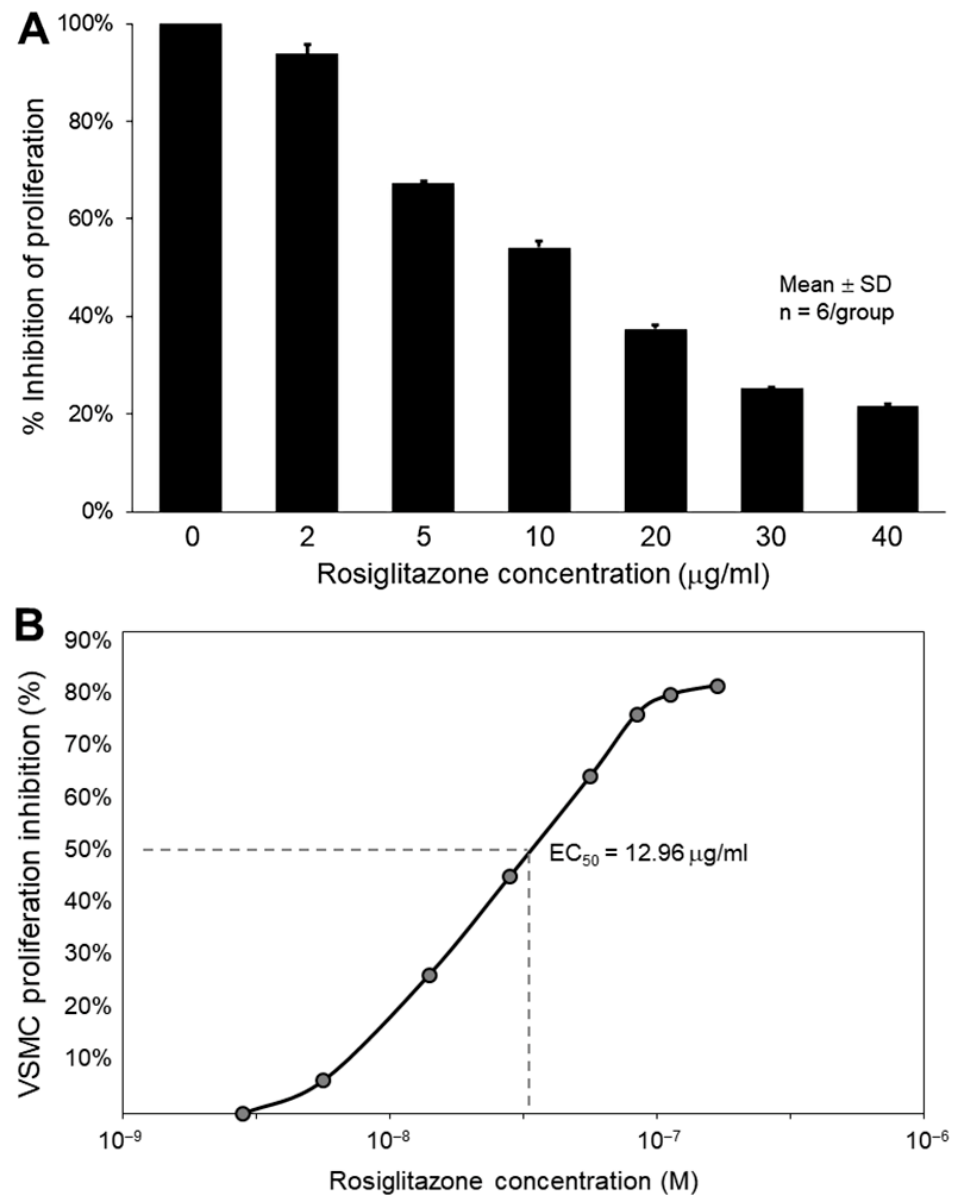 A
% Inhibition of proliferation
100%
80%
60%
40%
20%
0%
Mean ± SD
n = 6/group
0 2 5 10 20 30 40
Rosiglitazone concentration (μg/ml)
B
VSMC proliferation inhibition (%)
90%
80%
70%
60%
50%
40%
30%
20%
10%
EC₅₀ = 12.96 μg/ml
10⁻⁹ 10⁻⁸ 10⁻⁷ 10⁻⁶
Rosiglitazone concentration (M)